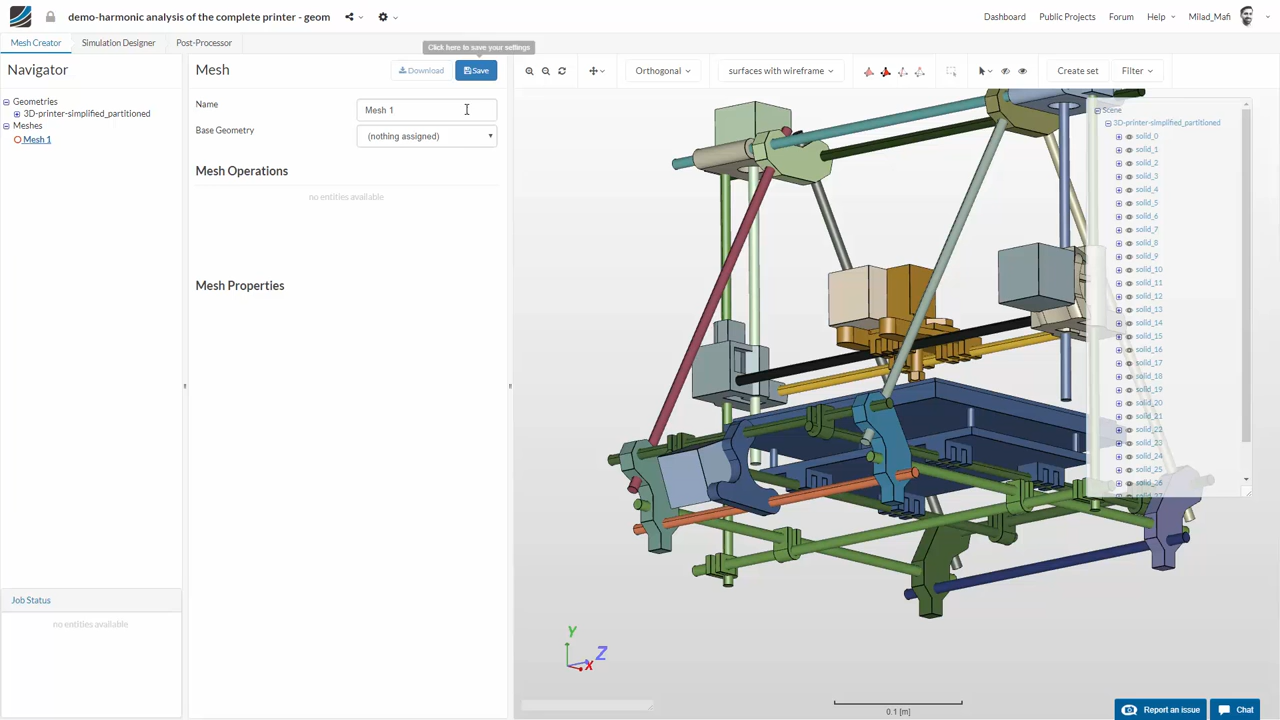 demo-harmonic analysis of the complete printer - geom
Dashboard
Public Projects
Forum
Help
Milad_Mafi
Mesh Creator
Simulation Designer
Post-Processor
Click here to save your settings
Navigator
Geometries
3D-printer-simplified_partitioned
Meshes
Mesh 1
Mesh
Download
Save
Name
Mesh 1
Base Geometry
(nothing assigned)
Mesh Operations
no entities available
Mesh Properties
Orthogonal
surfaces with wireframe
Create set
Filter
Scene
3D-printer-simplified_partitioned
solid_0
solid_1
solid_2
solid_3
solid_4
solid_5
solid_6
solid_7
solid_8
solid_9
solid_10
solid_11
solid_12
solid_13
solid_14
solid_15
solid_16
solid_17
solid_18
solid_19
solid_20
solid_21
solid_22
solid_23
solid_24
solid_25
solid_26
solid_27
Job Status
no entities available
Y
Z
X
0.1 [m]
Report an issue
Chat